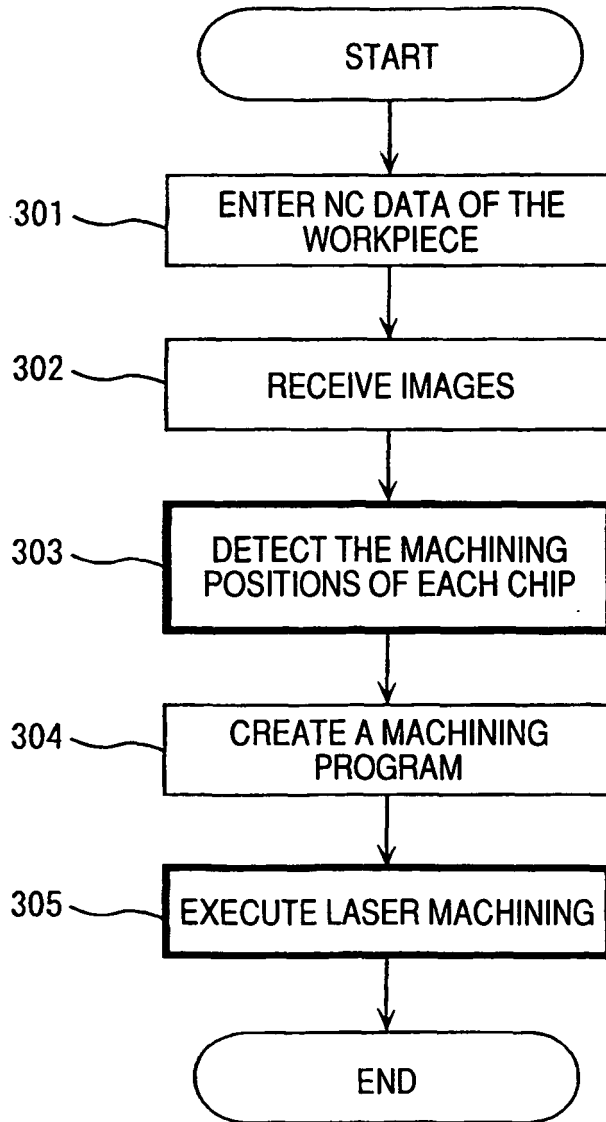 START
301
ENTER NC DATA OF THE
WORKPIECE
302
RECEIVE IMAGES
303
DETECT THE MACHINING
POSITIONS OF EACH CHIP
304
CREATE A MACHINING
PROGRAM
305
EXECUTE LASER MACHINING
END